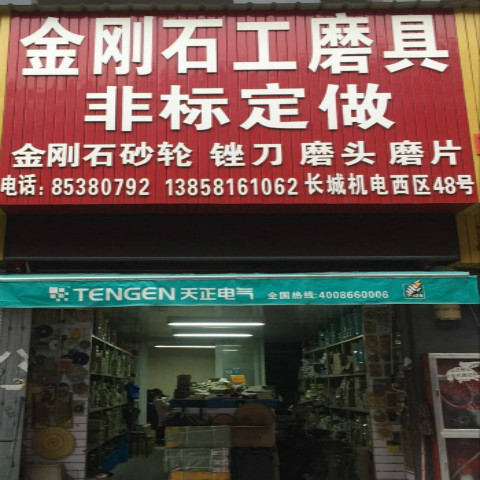 金刚石工磨具
非标定做
金刚石砂轮 锉刀 磨头 磨片
电话: 85380792 13858161062 长城机电西区48号
TENGEN 天正电气 全国热线:4008660006